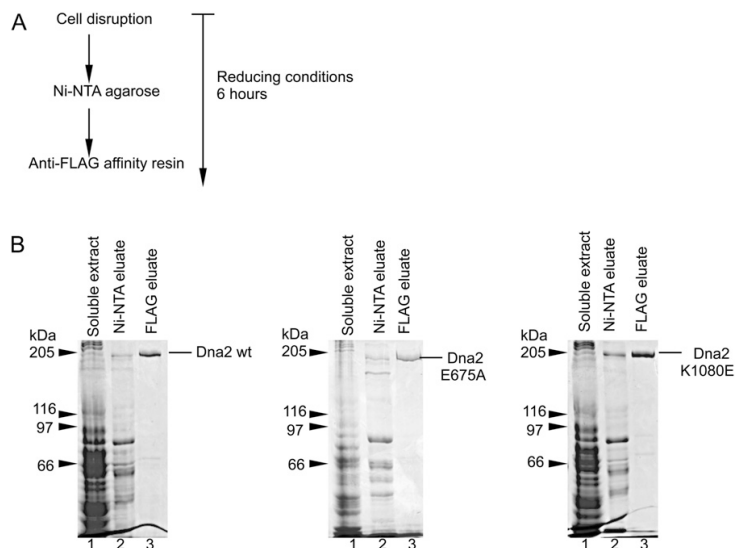 A
Cell disruption
Ni-NTA agarose
Anti-FLAG affinity resin
Reducing conditions
6 hours
B
Soluble extract
Ni-NTA eluate
FLAG eluate
kDa
205
116
97
66
Dna2 wt
1 2 3
Soluble extract
Ni-NTA eluate
FLAG eluate
kDa
205
116
97
66
Dna2
E675A
1 2 3
Soluble extract
Ni-NTA eluate
FLAG eluate
kDa
205
116
97
66
Dna2
K1080E
1 2 3